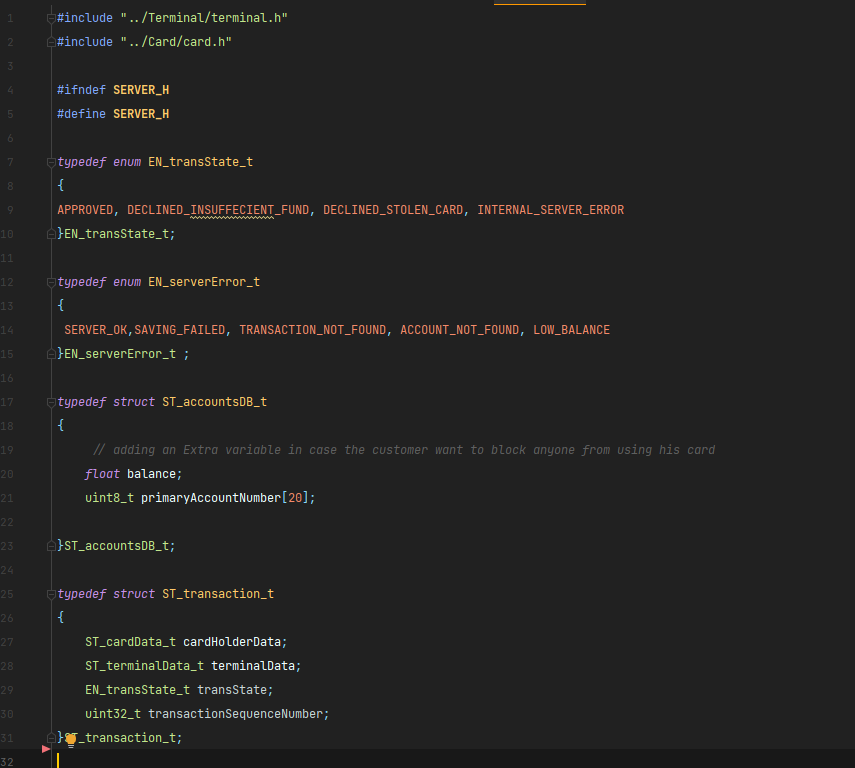 1 #include "../Terminal/terminal.h"
2 #include "../Card/card.h"
3
4 #ifndef SERVER_H
5 #define SERVER_H
6
7 typedef enum EN_transState_t
8 {
9 APPROVED, DECLINED_INSUFFECIENT_FUND, DECLINED_STOLEN_CARD, INTERNAL_SERVER_ERROR
10 }EN_transState_t;
11
12 typedef enum EN_serverError_t
13 {
14  SERVER_OK,SAVING_FAILED, TRANSACTION_NOT_FOUND, ACCOUNT_NOT_FOUND, LOW_BALANCE
15 }EN_serverError_t ;
16
17 typedef struct ST_accountsDB_t
18 {
19      // adding an Extra variable in case the customer want to block anyone from using his card
20     float balance;
21     uint8_t primaryAccountNumber[20];
22
23 }ST_accountsDB_t;
24
25 typedef struct ST_transaction_t
26 {
27     ST_cardData_t cardHolderData;
28     ST_terminalData_t terminalData;
29     EN_transState_t transState;
30     uint32_t transactionSequenceNumber;
31 }ST_transaction_t;
32